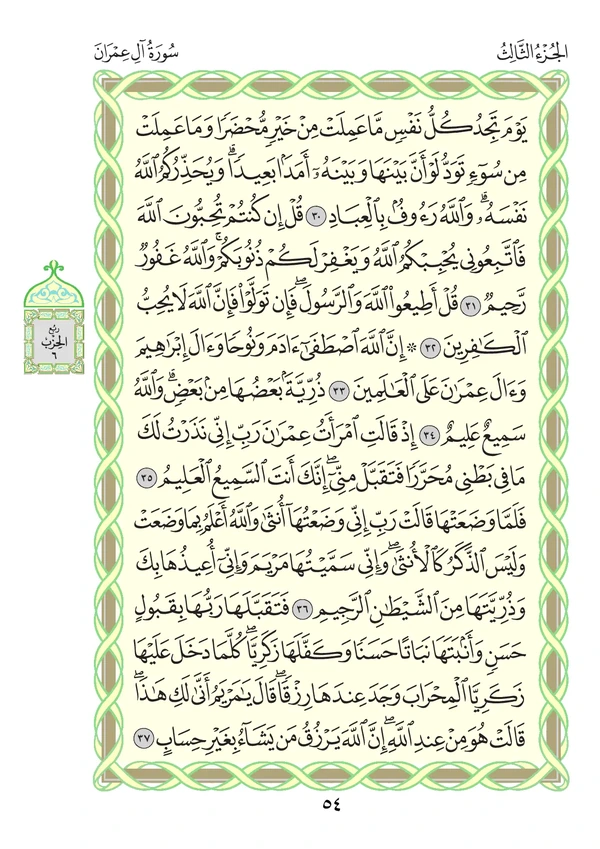 الجُزْءُ الثَّالِثُ
سُورَةُ آلِ عِمْرَانَ
يَوْمَ تَجِدُ كُلُّ نَفْسٍ مَّا عَمِلَتْ مِنْ خَيْرٍ مُّحْضَرًا وَمَا عَمِلَتْ
مِن سُوٓءٍ تَوَدُّ لَوْ أَنَّ بَيْنَهَا وَبَيْنَهُۥٓ أَمَدًۢا بَعِيدًاۗ وَيُحَذِّرُكُمُ ٱللَّهُ
نَفْسَهُۥۗ وَٱللَّهُ رَءُوفُۢ بِٱلْعِبَادِ ٣٠ قُلْ إِن كُنتُمْ تُحِبُّونَ ٱللَّهَ
فَٱتَّبِعُونِي يُحْبِبْكُمُ ٱللَّهُ وَيَغْفِرْ لَكُمْ ذُنُوبَكُمْۚ وَٱللَّهُ غَفُورٌ
رَّحِيمٌ ٣١ قُلْ أَطِيعُوا۟ ٱللَّهَ وَٱلرَّسُولَۖ فَإِن تَوَلَّوْا۟ فَإِنَّ ٱللَّهَ لَا يُحِبُّ
ٱلْكَٰفِرِينَ ٣٢ ۞ إِنَّ ٱللَّهَ ٱصْطَفَىٰٓ ءَادَمَ وَنُوحًا وَءَالَ إِبْرَٰهِيمَ
وَءَالَ عِمْرَٰنَ عَلَى ٱلْعَٰلَمِينَ ٣٣ ذُرِّيَّةَۢ بَعْضُهَا مِنۢ بَعْضٍۗ وَٱللَّهُ
سَمِيعٌ عَلِيمٌ ٣٤ إِذْ قَالَتِ ٱمْرَأَتُ عِمْرَٰنَ رَبِّ إِنِّي نَذَرْتُ لَكَ
مَا فِي بَطْنِي مُحَرَّرًا فَتَقَبَّلْ مِنِّيٓۖ إِنَّكَ أَنتَ ٱلسَّمِيعُ ٱلْعَلِيمُ ٣٥
فَلَمَّا وَضَعَتْهَا قَالَتْ رَبِّ إِنِّي وَضَعْتُهَآ أُنثَىٰ وَٱللَّهُ أَعْلَمُ بِمَا وَضَعَتْ
وَلَيْسَ ٱلذَّكَرُ كَٱلْأُنثَىٰۖ وَإِنِّي سَمَّيْتُهَا مَرْيَمَ وَإِنِّيٓ أُعِيذُهَا بِكَ
وَذُرِّيَّتَهَا مِنَ ٱلشَّيْطَٰنِ ٱلرَّجِيمِ ٣٦ فَتَقَبَّلَهَا رَبُّهَا بِقَبُولٍ
حَسَنٍ وَأَنۢبَتَهَا نَبَاتًا حَسَنًا وَكَفَّلَهَا زَكَرِيَّاۖ كُلَّمَا دَخَلَ عَلَيْهَا
زَكَرِيَّا ٱلْمِحْرَابَ وَجَدَ عِندَهَا رِزْقًاۖ قَالَ يَٰمَرْيَمُ أَنَّىٰ لَكِ هَٰذَاۖ
قَالَتْ هُوَ مِنْ عِندِ ٱللَّهِۖ إِنَّ ٱللَّهَ يَرْزُقُ مَن يَشَآءُ بِغَيْرِ حِسَابٍ ٣٧
ربع
الحزب
٦
٥٤